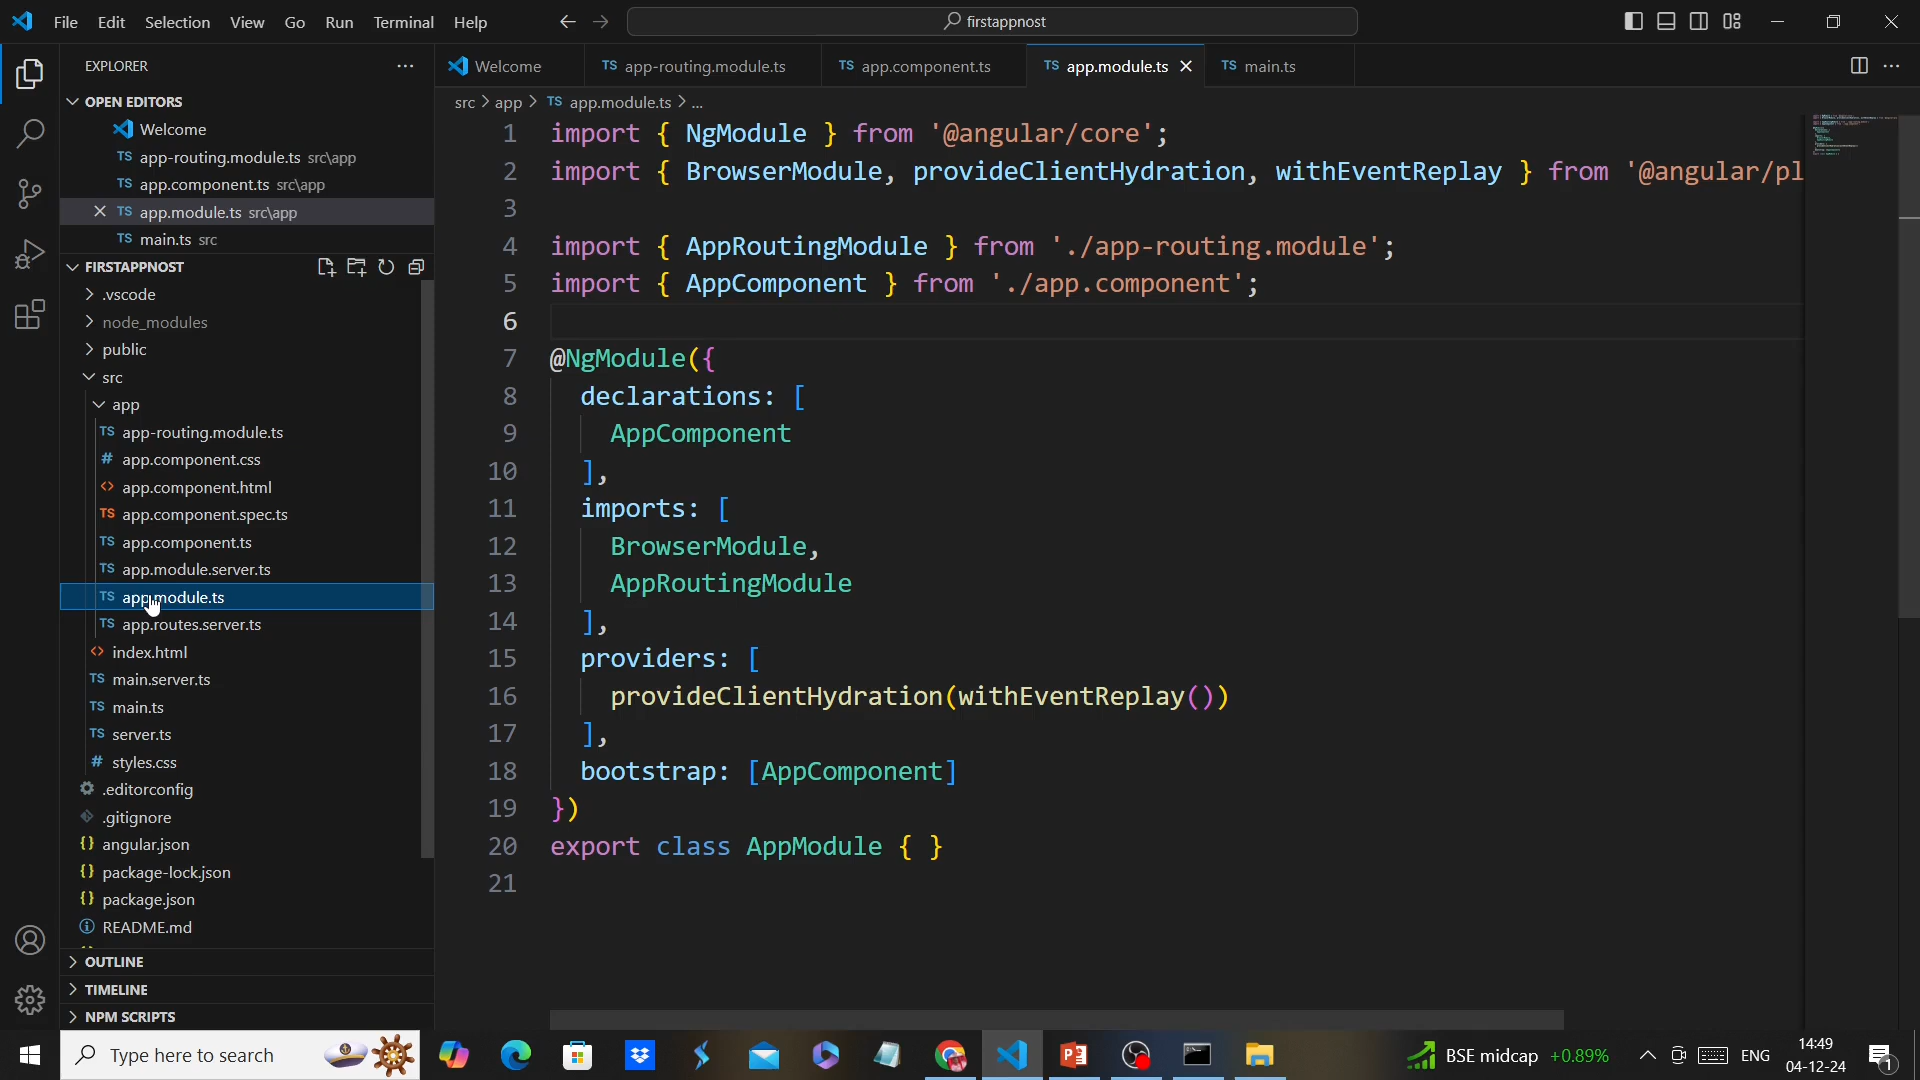 File Edit Selection View Go Run Terminal Help
firstappnost
EXPLORER
OPEN EDITORS
Welcome
TS app-routing.module.ts src\app
TS app.component.ts src\app
TS app.module.ts src\app
TS main.ts src
FIRSTAPPNOST
.vscode
node_modules
public
src
app
TS app-routing.module.ts
# app.component.css
<> app.component.html
TS app.component.spec.ts
TS app.component.ts
TS app.module.server.ts
TS app.module.ts
TS app.routes.server.ts
<> index.html
TS main.server.ts
TS main.ts
TS server.ts
# styles.css
.editorconfig
.gitignore
{} angular.json
{} package-lock.json
{} package.json
README.md
OUTLINE
TIMELINE
NPM SCRIPTS
Welcome TS app-routing.module.ts TS app.component.ts TS app.module.ts TS main.ts
src > app > TS app.module.ts > ...
1 import { NgModule } from '@angular/core';
2 import { BrowserModule, provideClientHydration, withEventReplay } from '@angular/pl
3
4 import { AppRoutingModule } from './app-routing.module';
5 import { AppComponent } from './app.component';
6
7 @NgModule({
8 declarations: [
9 AppComponent
10 ],
11 imports: [
12 BrowserModule,
13 AppRoutingModule
14 ],
15 providers: [
16 provideClientHydration(withEventReplay())
17 ],
18 bootstrap: [AppComponent]
19 })
20 export class AppModule { }
21
Type here to search
BSE midcap +0.89%
ENG
14:49
04-12-24
1